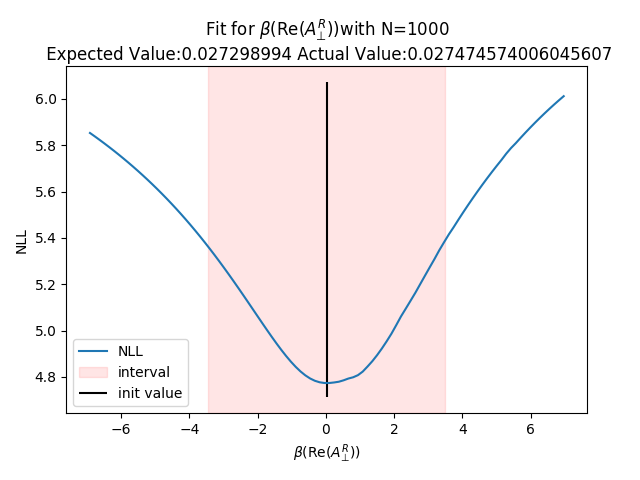 Fit for β(Re(A⊥^R))with N=1000
Expected Value:0.027298994 Actual Value:0.027474574006045607
6.0
5.8
5.6
5.4
5.2
5.0
4.8
NLL
NLL
interval
init value
−6 −4 −2 0 2 4 6
β(Re(A⊥^R))